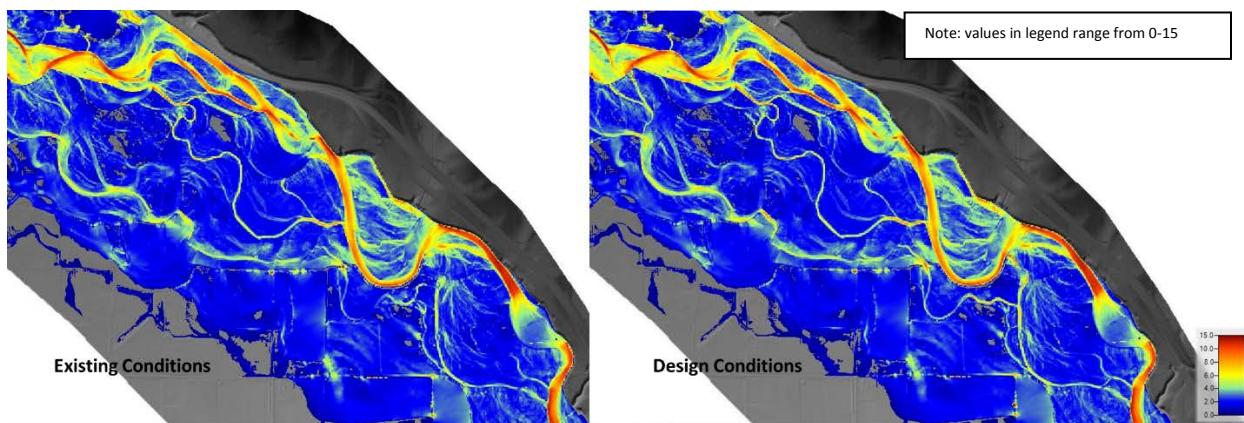 Note: values in legend range from 0-15
Existing Conditions
Design Conditions
15.0
10.0
8.0
6.0
4.0
2.0
0.0